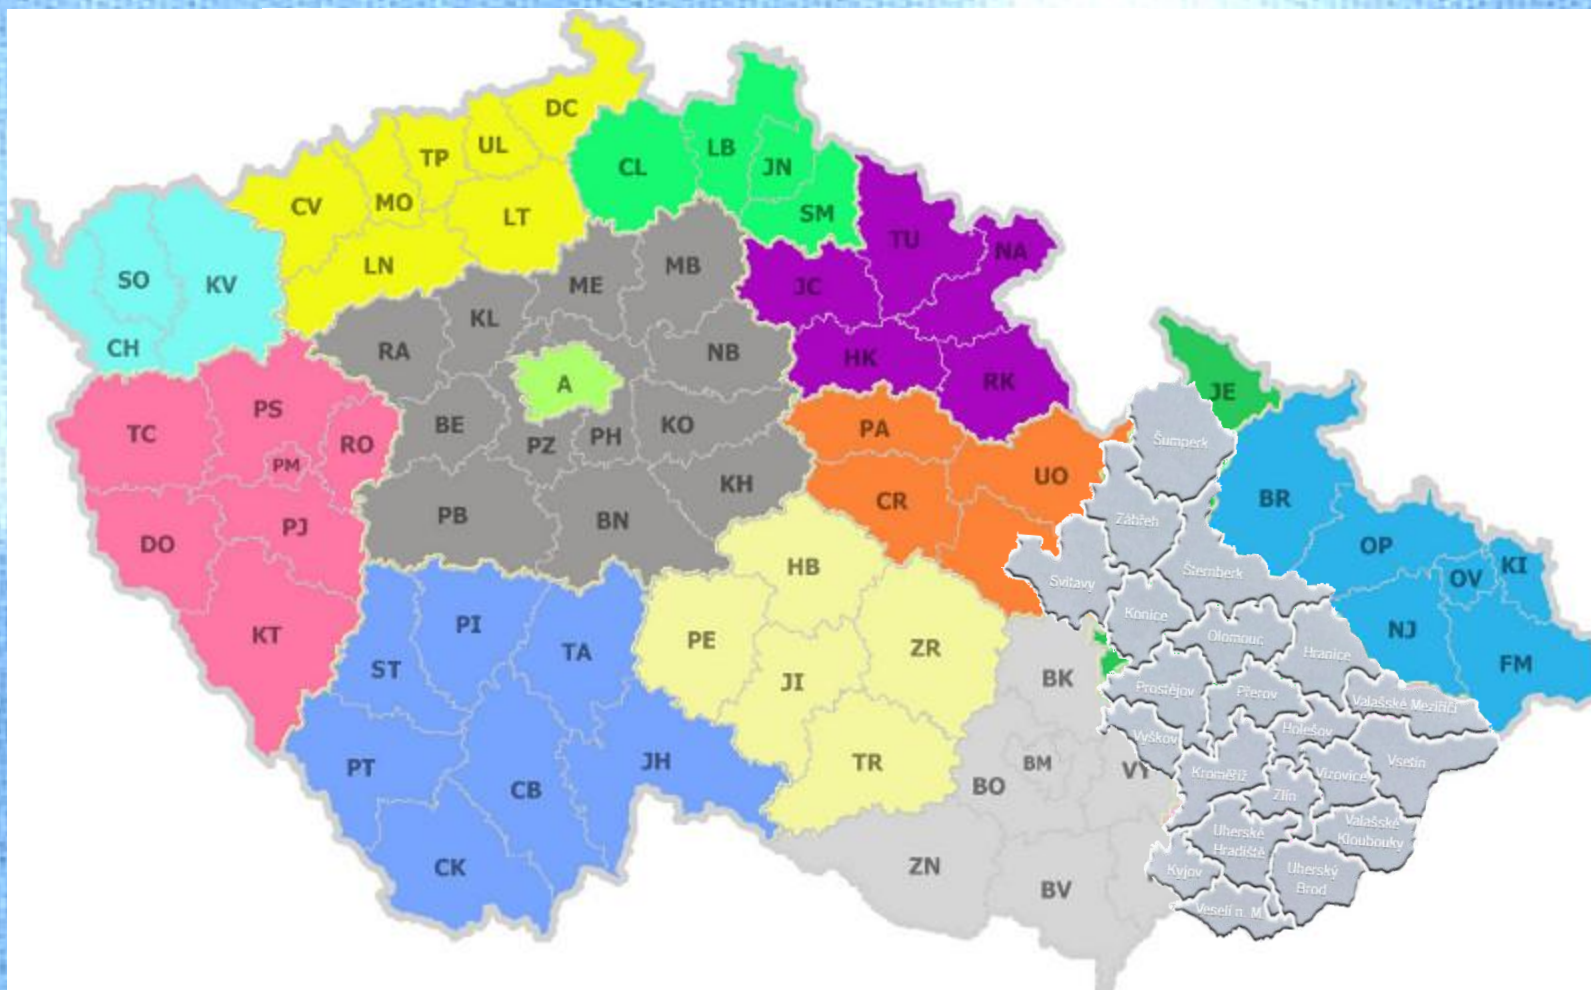 DC
UL
TP
CL
LB
JN
CV
MO
LT
SM
TU
NA
LN
SO
KV
ME
MB
JC
KL
CH
RA
NB
HK
RK
A
JE
TC
PS
BE
KO
PA
RO
PM
PZ
PH
Šumperk
KH
UO
CR
BR
PB
BN
Zábřeh
DO
PJ
HB
OP
OV
KI
Svitavy
Šternberk
Konice
KT
PI
ST
TA
PE
JI
ZR
BK
Olomouc
Hranice
NJ
FM
Prostějov
Přerov
Valašské Meziříčí
Vyškov
Holešov
PT
CB
JH
TR
BO
BM
VY
Kroměříž
Vizovice
Vsetín
Zlín
CK
ZN
BV
Uherské
Hradiště
Valašské
Klobouky
Kyjov
Uherský
Brod
Veselí n. M.